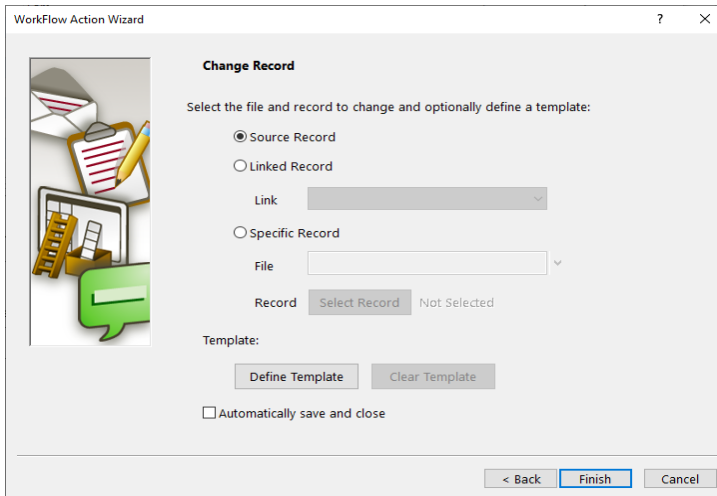 WorkFlow Action Wizard
?
Change Record
Select the file and record to change and optionally define a template:
Source Record
Linked Record
Link
Specific Record
File
Record Select Record Not Selected
Template:
Define Template Clear Template
Automatically save and close
< Back Finish Cancel